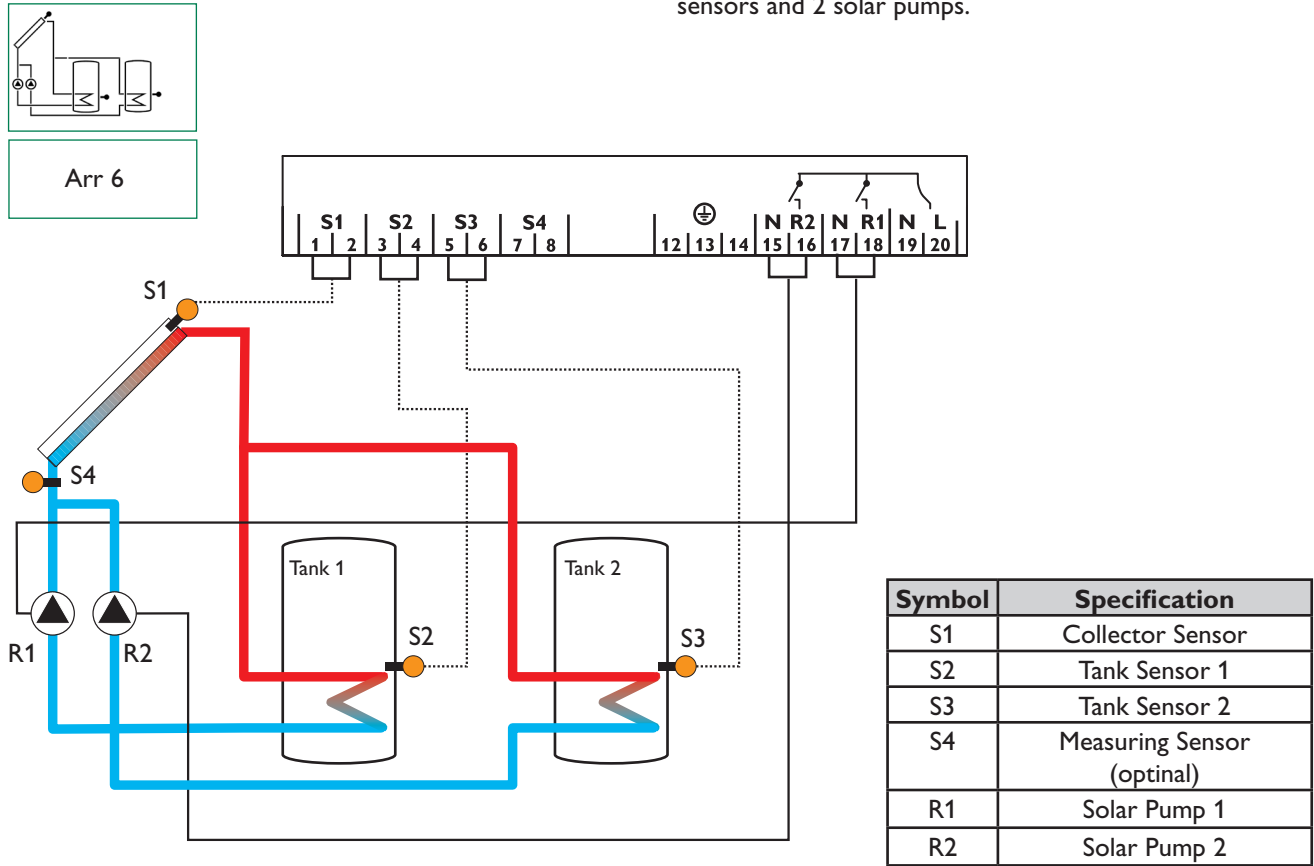 sensors and 2 solar pumps.
Arr 6
S1 S2 S3 S4 N R2 N R1 N L
1 2 3 4 5 6 7 8 12 13 14 15 16 17 18 19 20
S1
S4
Tank 1 Tank 2
R1 R2 S2 S3
Symbol Specification
S1 Collector Sensor
S2 Tank Sensor 1
S3 Tank Sensor 2
S4 Measuring Sensor
(optinal)
R1 Solar Pump 1
R2 Solar Pump 2